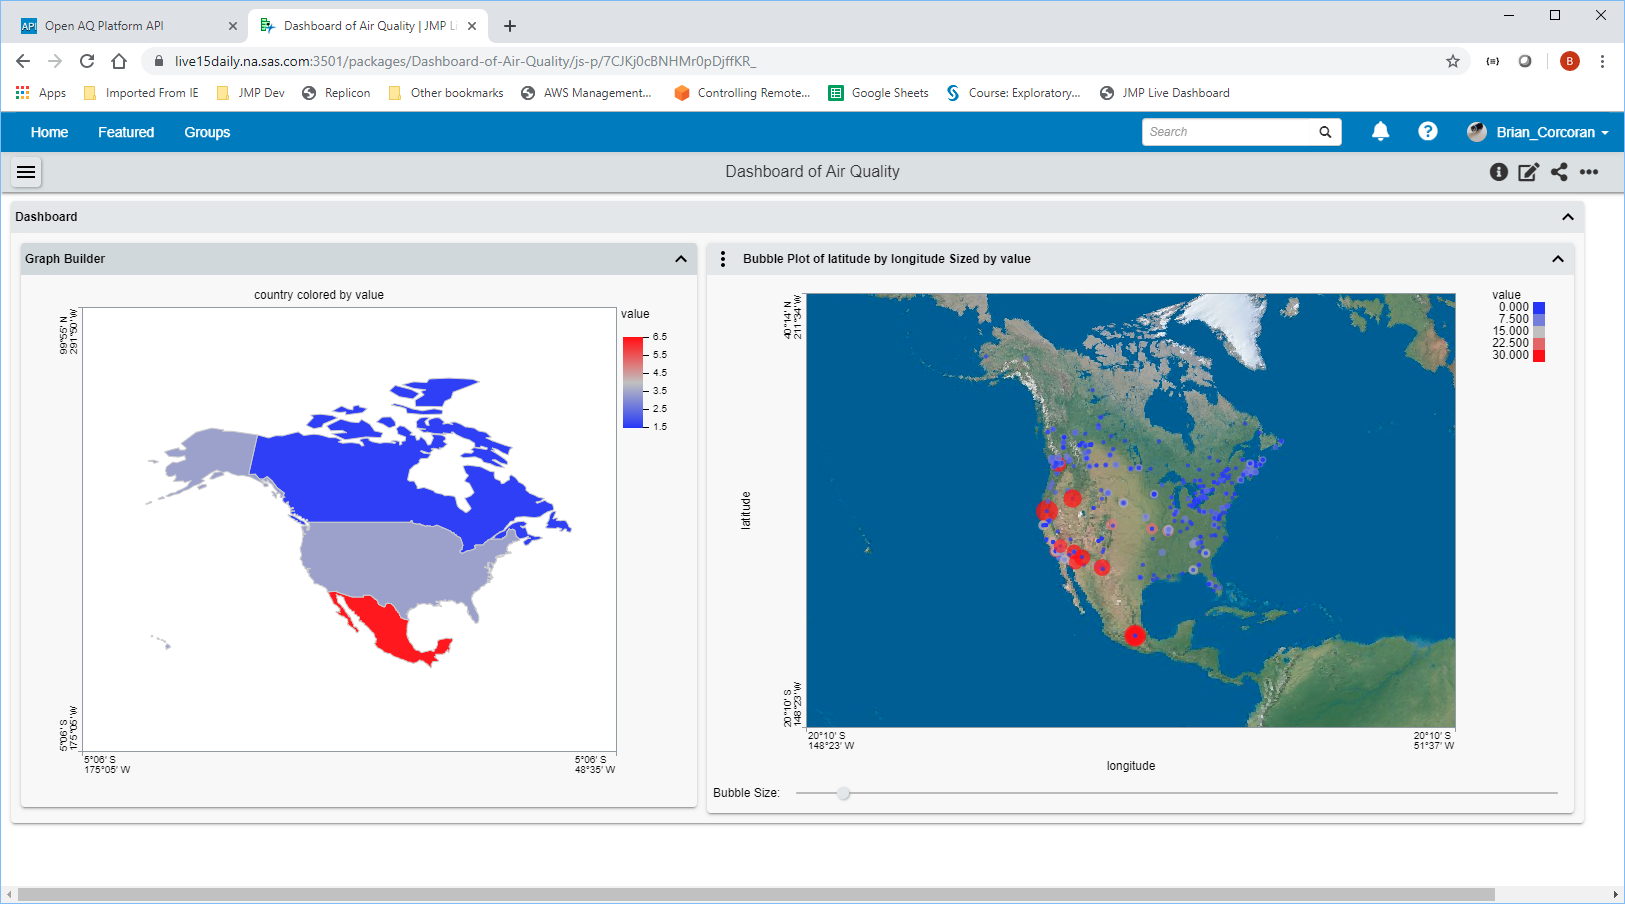 API Open AQ Platform API
Dashboard of Air Quality | JMP Li
live15daily.na.sas.com:3501/packages/Dashboard-of-Air-Quality/js-p/7CJKj0cBNHMr0pDjffKR_
B
Apps Imported From IE JMP Dev Replicon Other bookmarks AWS Management... Controlling Remote... Google Sheets Course: Exploratory... JMP Live Dashboard
Home Featured Groups Search Brian_Corcoran
Dashboard of Air Quality
Dashboard
Graph Builder
country colored by value
99°55' N
291°50' W
value
6.5
5.5
4.5
3.5
2.5
1.5
5°06' S
175°05' W
5°06' S
175°05' W
5°06' S
48°35' W
Bubble Plot of latitude by longitude Sized by value
40°14' N
211°34' W
value
0.000
7.500
15.000
22.500
30.000
latitude
20°10' S
148°23' W
20°10' S
148°23' W
20°10' S
51°37' W
longitude
Bubble Size: